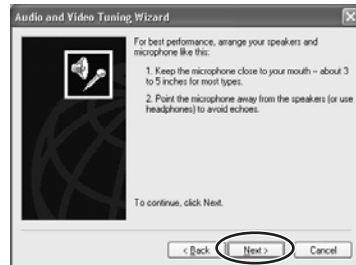 Audio and Video Tuning Wizard
For best performance, arrange your speakers and
microphone like this:
1. Keep the microphone close to your mouth – about 3
to 5 inches for most types.
2. Point the microphone away from the speakers (or use
headphones) to avoid echoes.
To continue, click Next.
< Back
Next >
Cancel